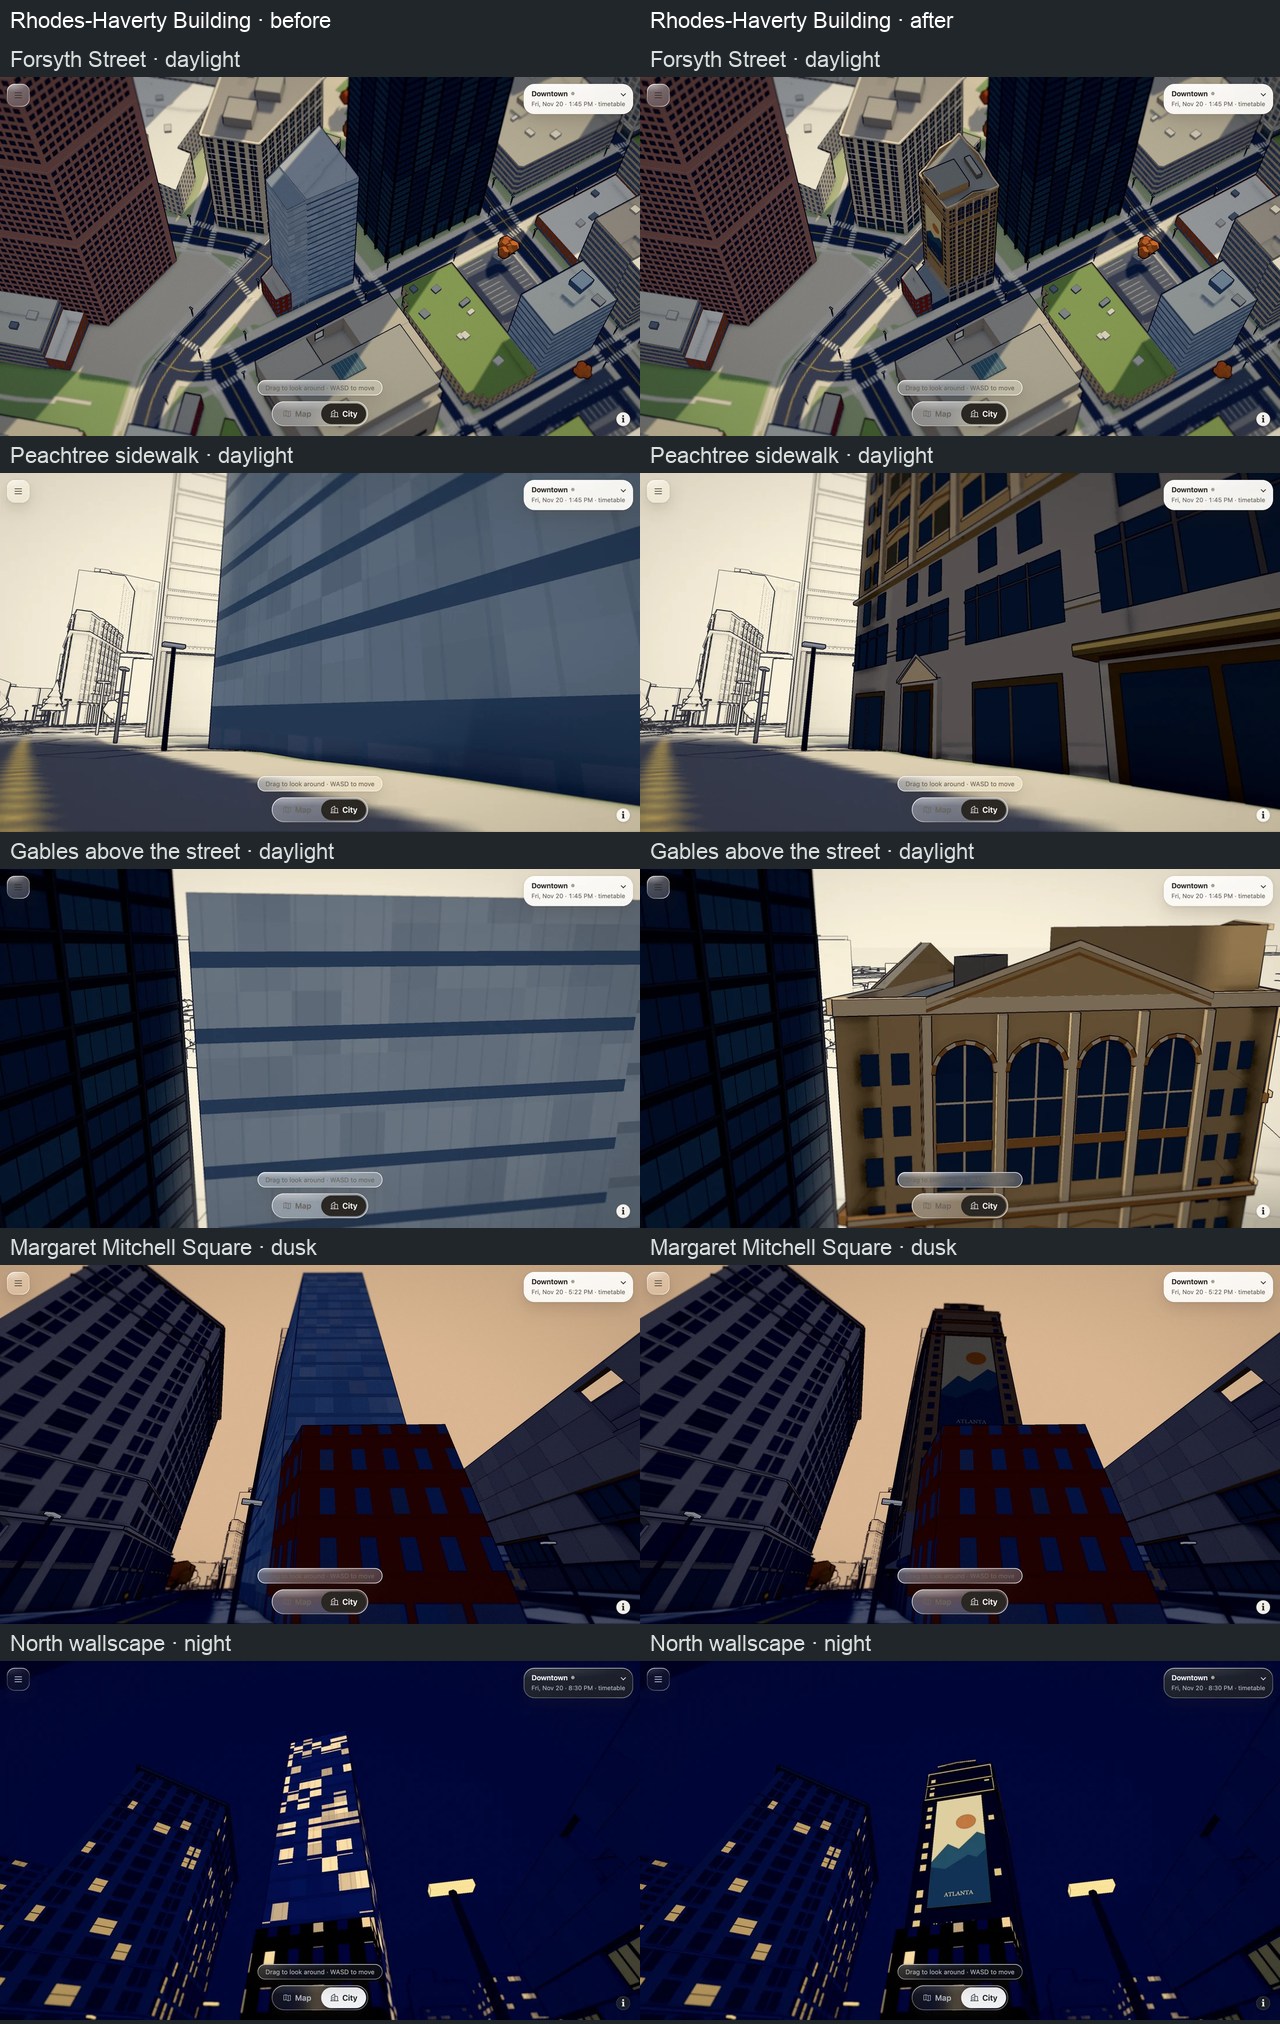 Rhodes-Haverty Building · before
Rhodes-Haverty Building · after
Forsyth Street · daylight
Forsyth Street · daylight
Downtown
Fri, Nov 20 · 1:45 PM · timetable
Downtown
Fri, Nov 20 · 1:45 PM · timetable
Drag to look around · WASD to move
Drag to look around · WASD to move
Map
City
Map
City
Peachtree sidewalk · daylight
Peachtree sidewalk · daylight
Downtown
Fri, Nov 20 · 1:45 PM · timetable
Downtown
Fri, Nov 20 · 1:45 PM · timetable
Drag to look around · WASD to move
Drag to look around · WASD to move
Map
City
Map
City
Gables above the street · daylight
Gables above the street · daylight
Downtown
Fri, Nov 20 · 1:45 PM · timetable
Downtown
Fri, Nov 20 · 1:45 PM · timetable
Drag to look around · WASD to move
Map
City
Map
City
Margaret Mitchell Square · dusk
Margaret Mitchell Square · dusk
Downtown
Fri, Nov 20 · 5:22 PM · timetable
Downtown
Fri, Nov 20 · 5:22 PM · timetable
ATLANTA
Map
City
Map
City
North wallscape · night
North wallscape · night
Downtown
Fri, Nov 20 · 8:30 PM · timetable
Downtown
Fri, Nov 20 · 8:30 PM · timetable
ATLANTA
Drag to look around · WASD to move
Drag to look around · WASD to move
Map
City
Map
City